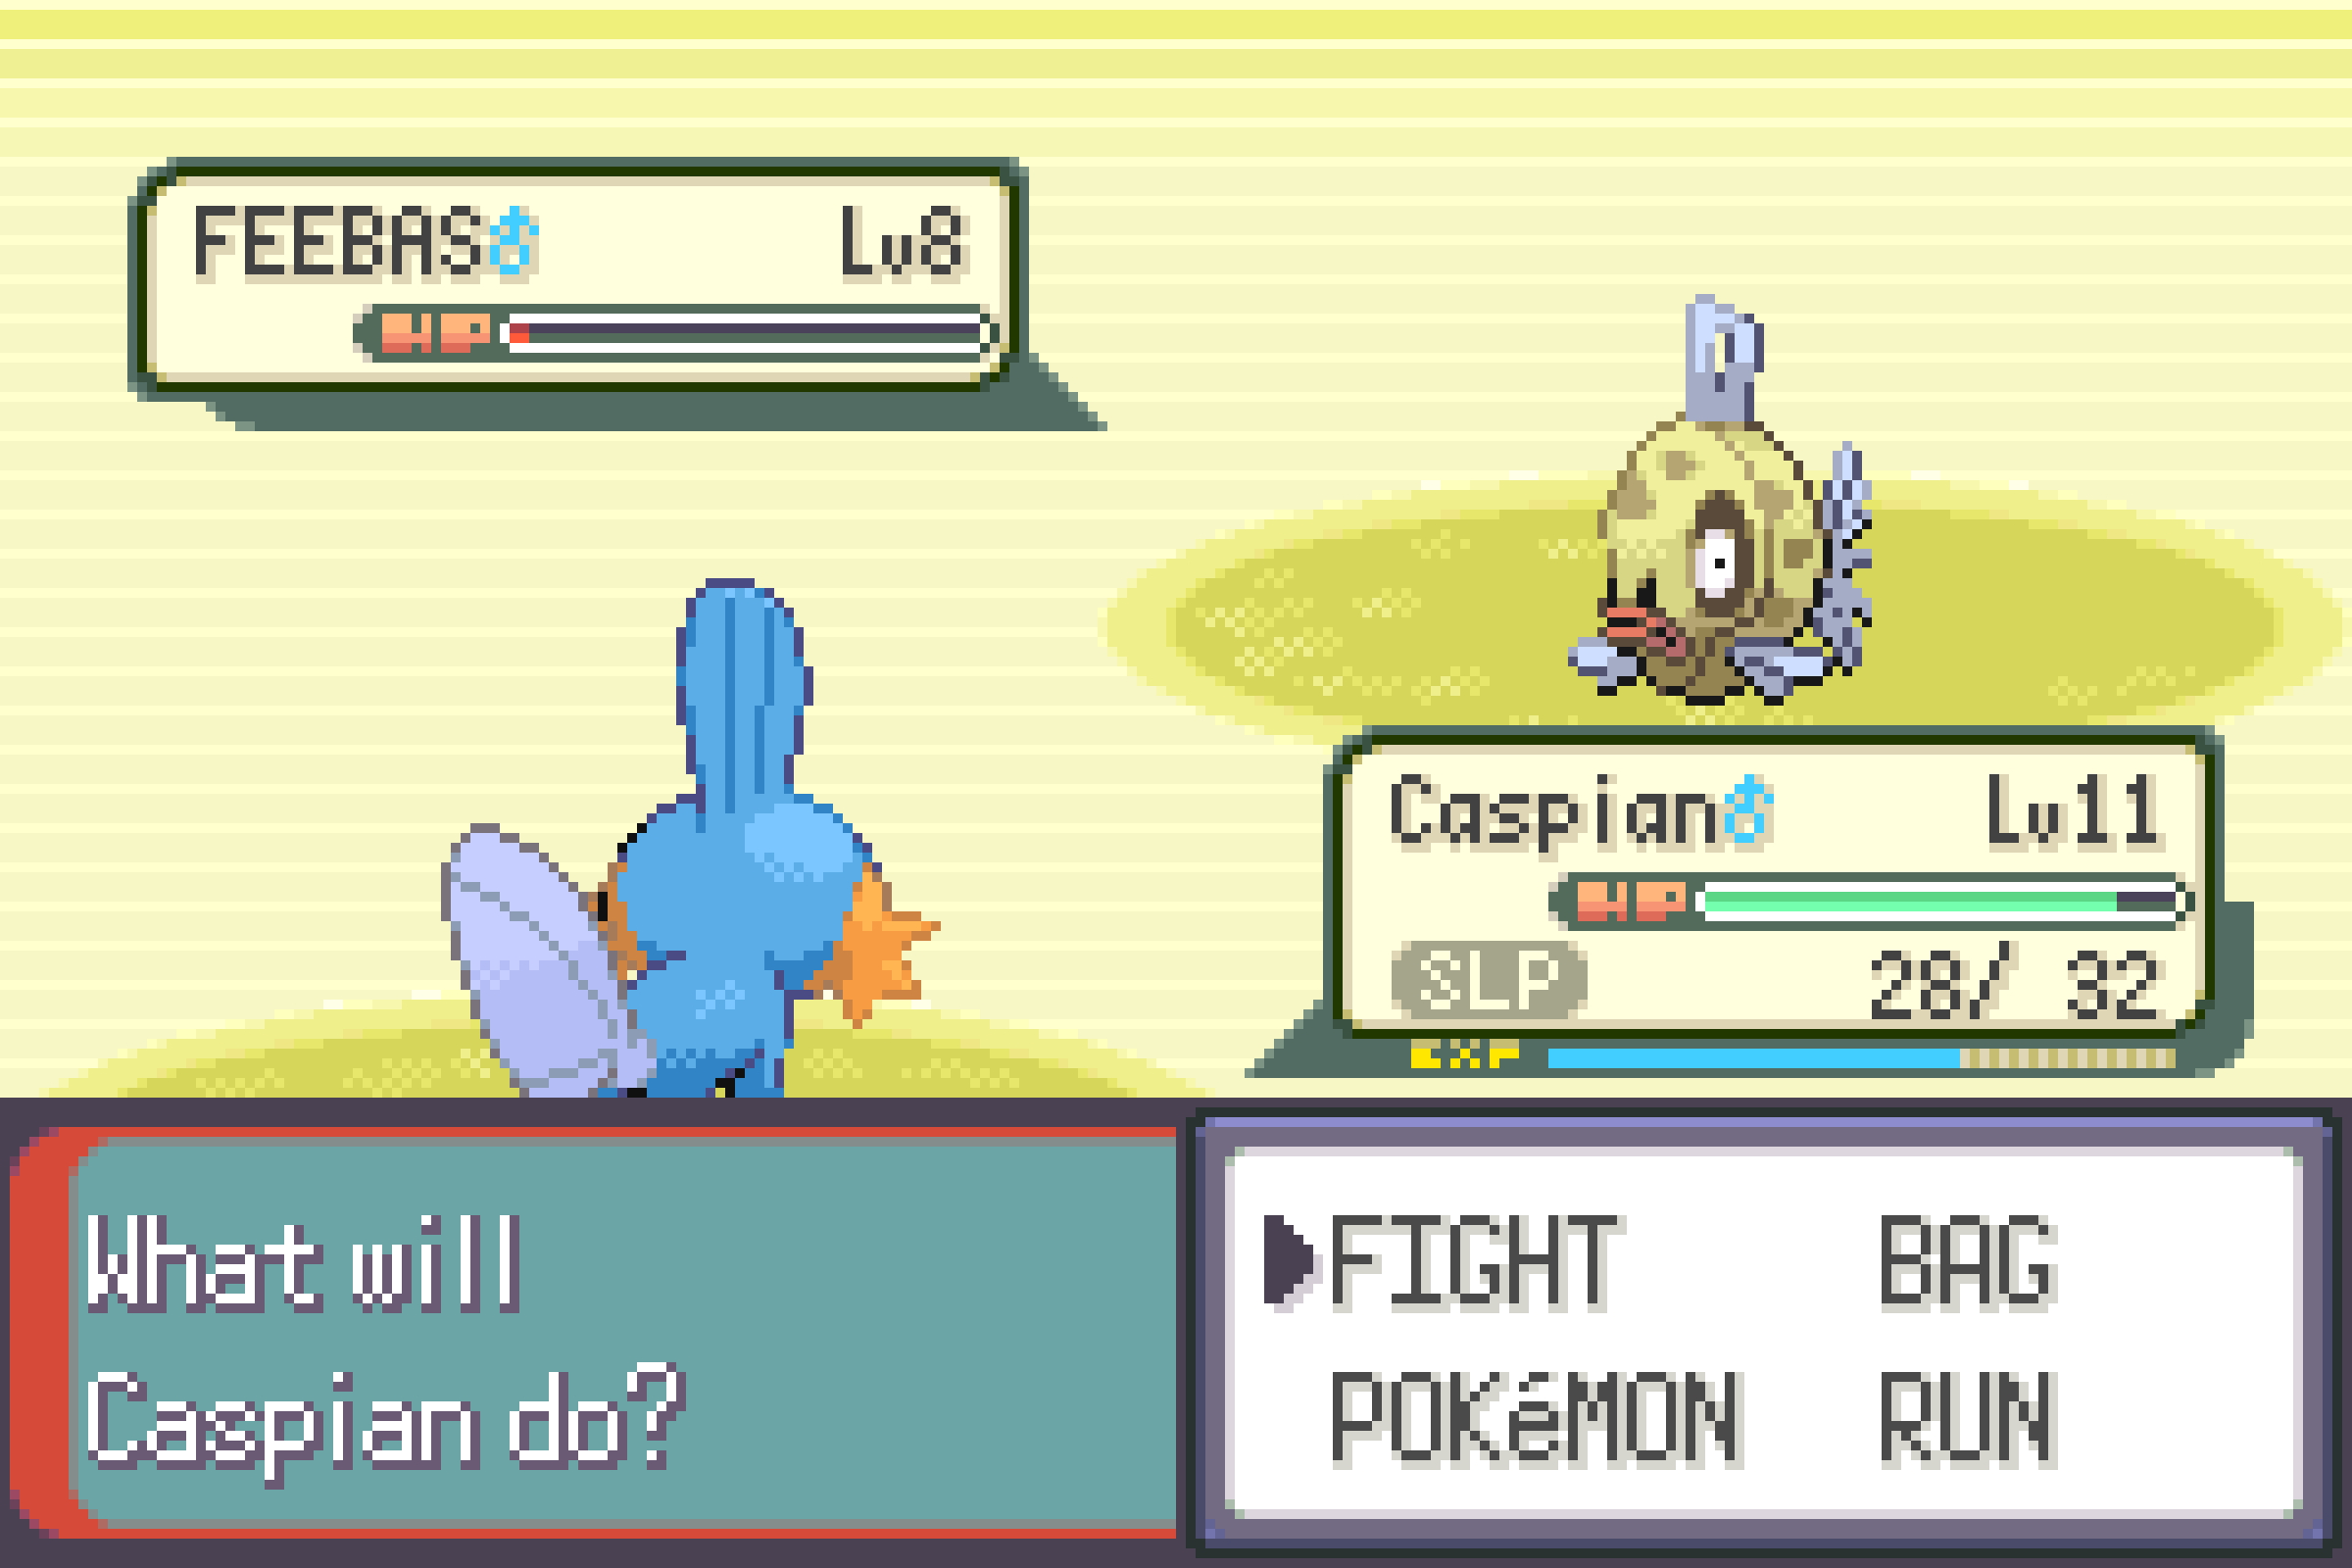 FEEBAS♂ Lv8
HP
Caspian♂ Lv11
HP
SLP 28/ 32
EXP
What will
Caspian do?
▶FIGHT BAG
POKéMON RUN